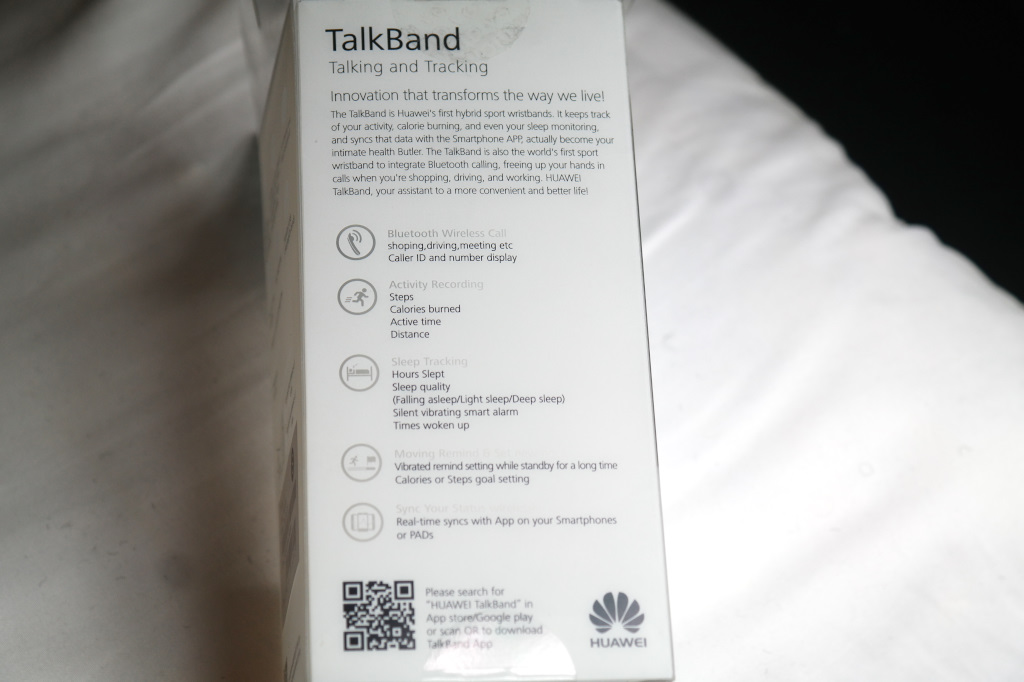 TalkBand
Talking and Tracking
Innovation that transforms the way we live!
The TalkBand is Huawei's first hybrid sport wristbands. It keeps track
of your activity, calorie burning, and even your sleep monitoring,
and syncs that data with the Smartphone APP, actually become your
intimate health Butler. The TalkBand is also the world's first sport
wristband to integrate Bluetooth calling, freeing up your hands in
calls when you're shopping, driving, and working. HUAWEI
TalkBand, your assistant to a more convenient and better life!
Bluetooth Wireless Call
shoping,driving,meeting etc
Caller ID and number display
Activity Recording
Steps
Calories burned
Active time
Distance
Sleep Tracking
Hours Slept
Sleep quality
(Falling asleep/Light sleep/Deep sleep)
Silent vibrating smart alarm
Times woken up
Moving Remind
Vibrated remind setting while standby for a long time
Calories or Steps goal setting
Sync Your
Real-time syncs with App on your Smartphones
or PADs
Please search for
"HUAWEI TalkBand" in
App store/Google play
or scan QR to download
TalkBand App
HUAWEI